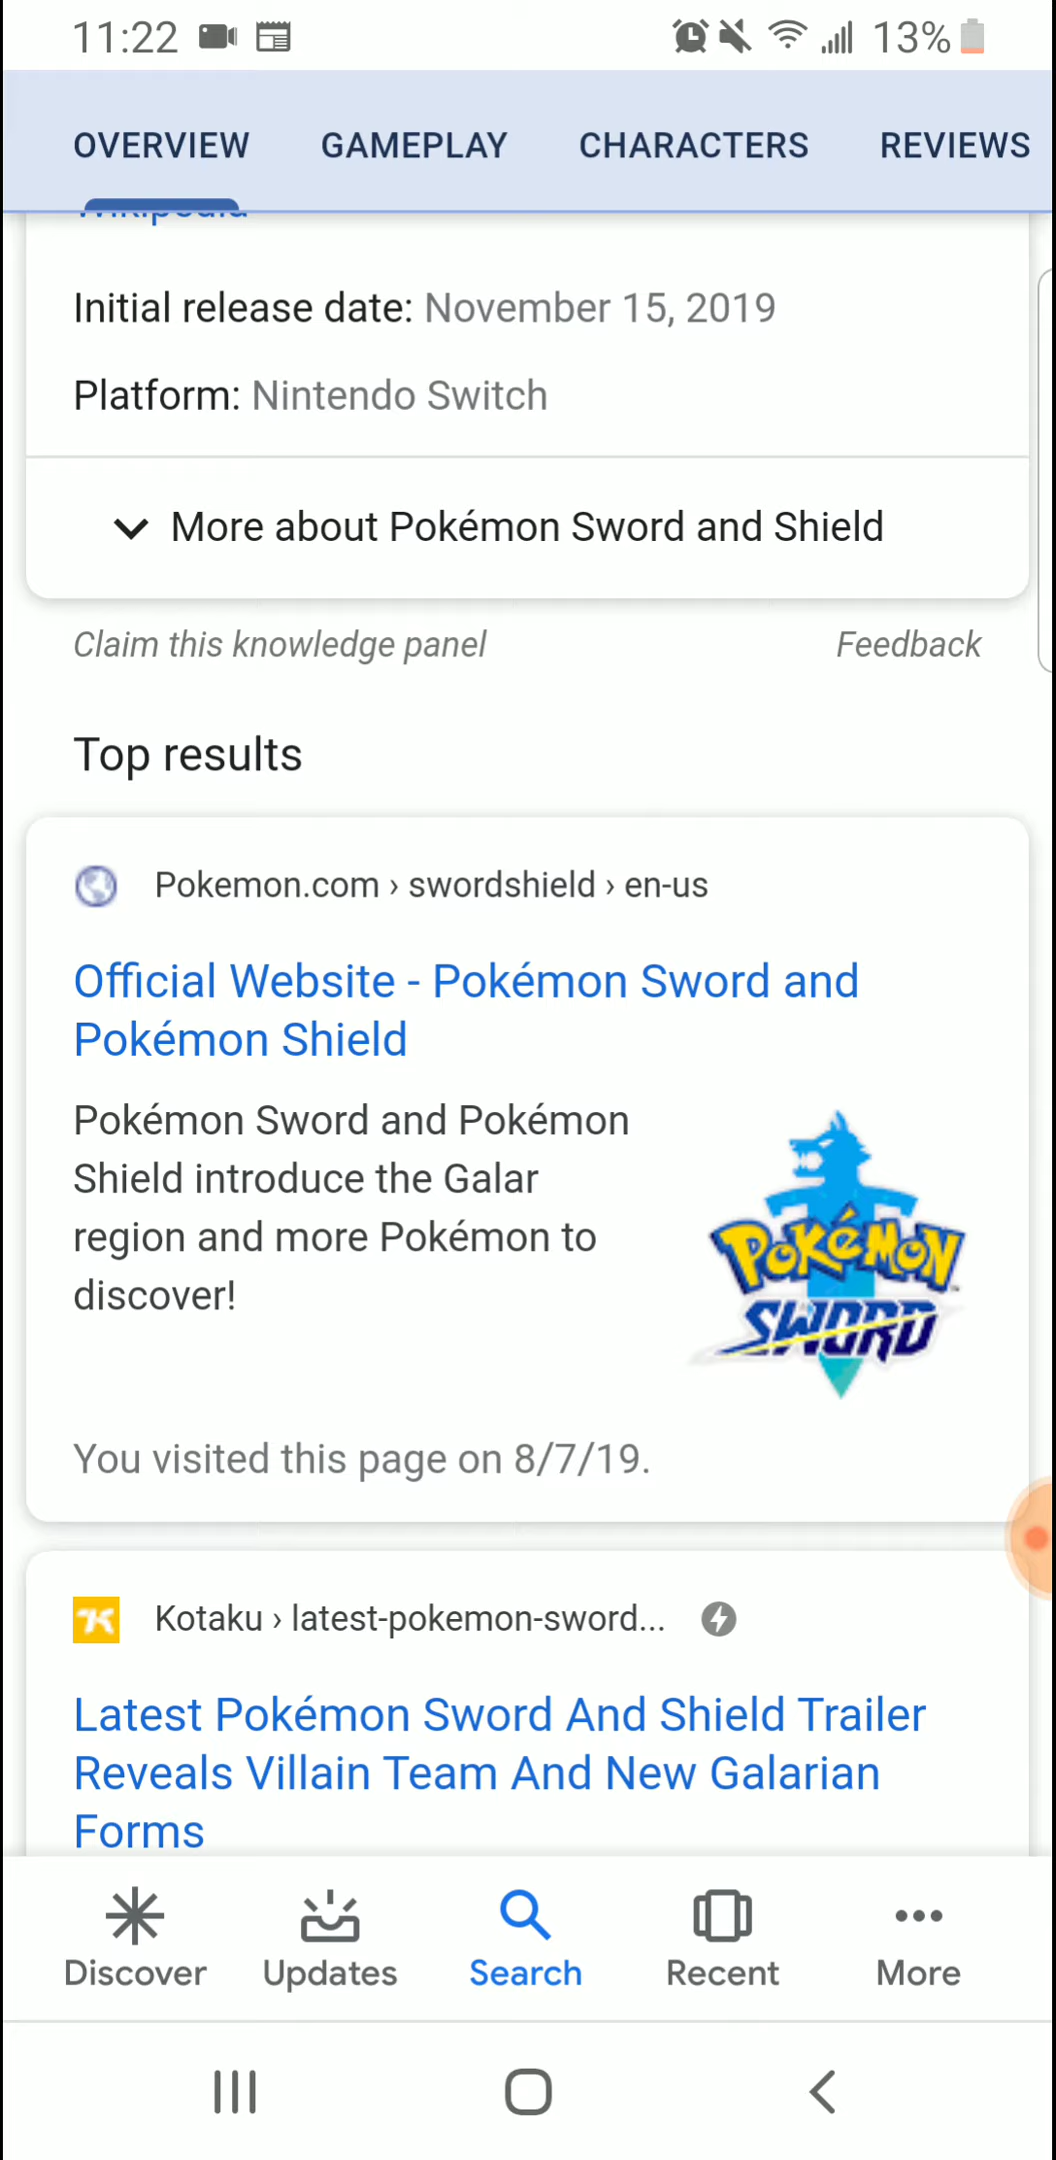 11:22 13%
OVERVIEW GAMEPLAY CHARACTERS REVIEWS
Wikipedia
Initial release date: November 15, 2019
Platform: Nintendo Switch
More about Pokémon Sword and Shield
Claim this knowledge panel Feedback
Top results
Pokemon.com › swordshield › en-us
Official Website - Pokémon Sword and
Pokémon Shield
Pokémon Sword and Pokémon
Shield introduce the Galar
region and more Pokémon to
discover!
POKéMON
SWORD
You visited this page on 8/7/19.
K Kotaku › latest-pokemon-sword...
Latest Pokémon Sword And Shield Trailer
Reveals Villain Team And New Galarian
Forms
Discover Updates Search Recent More